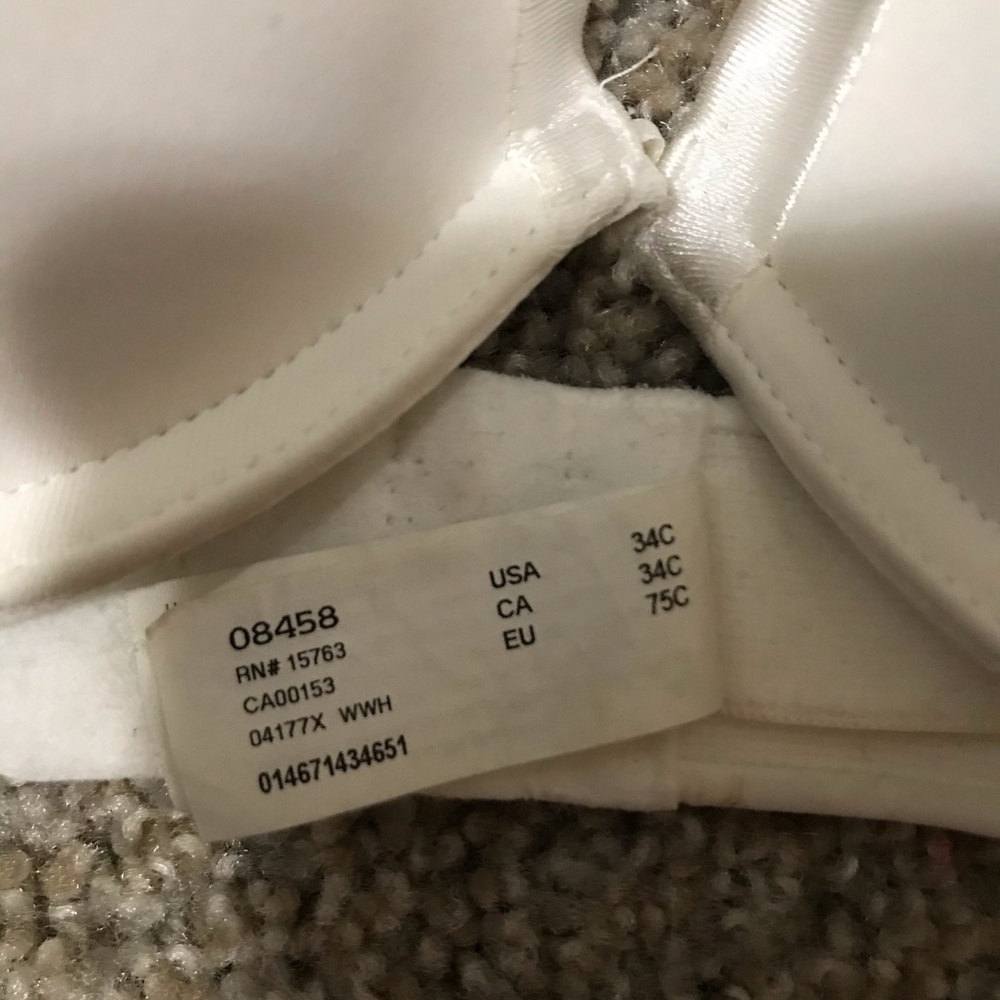 08458
RN# 15763
CA00153
04177X WWH
014671434651
USA 34C
CA 34C
EU 75C